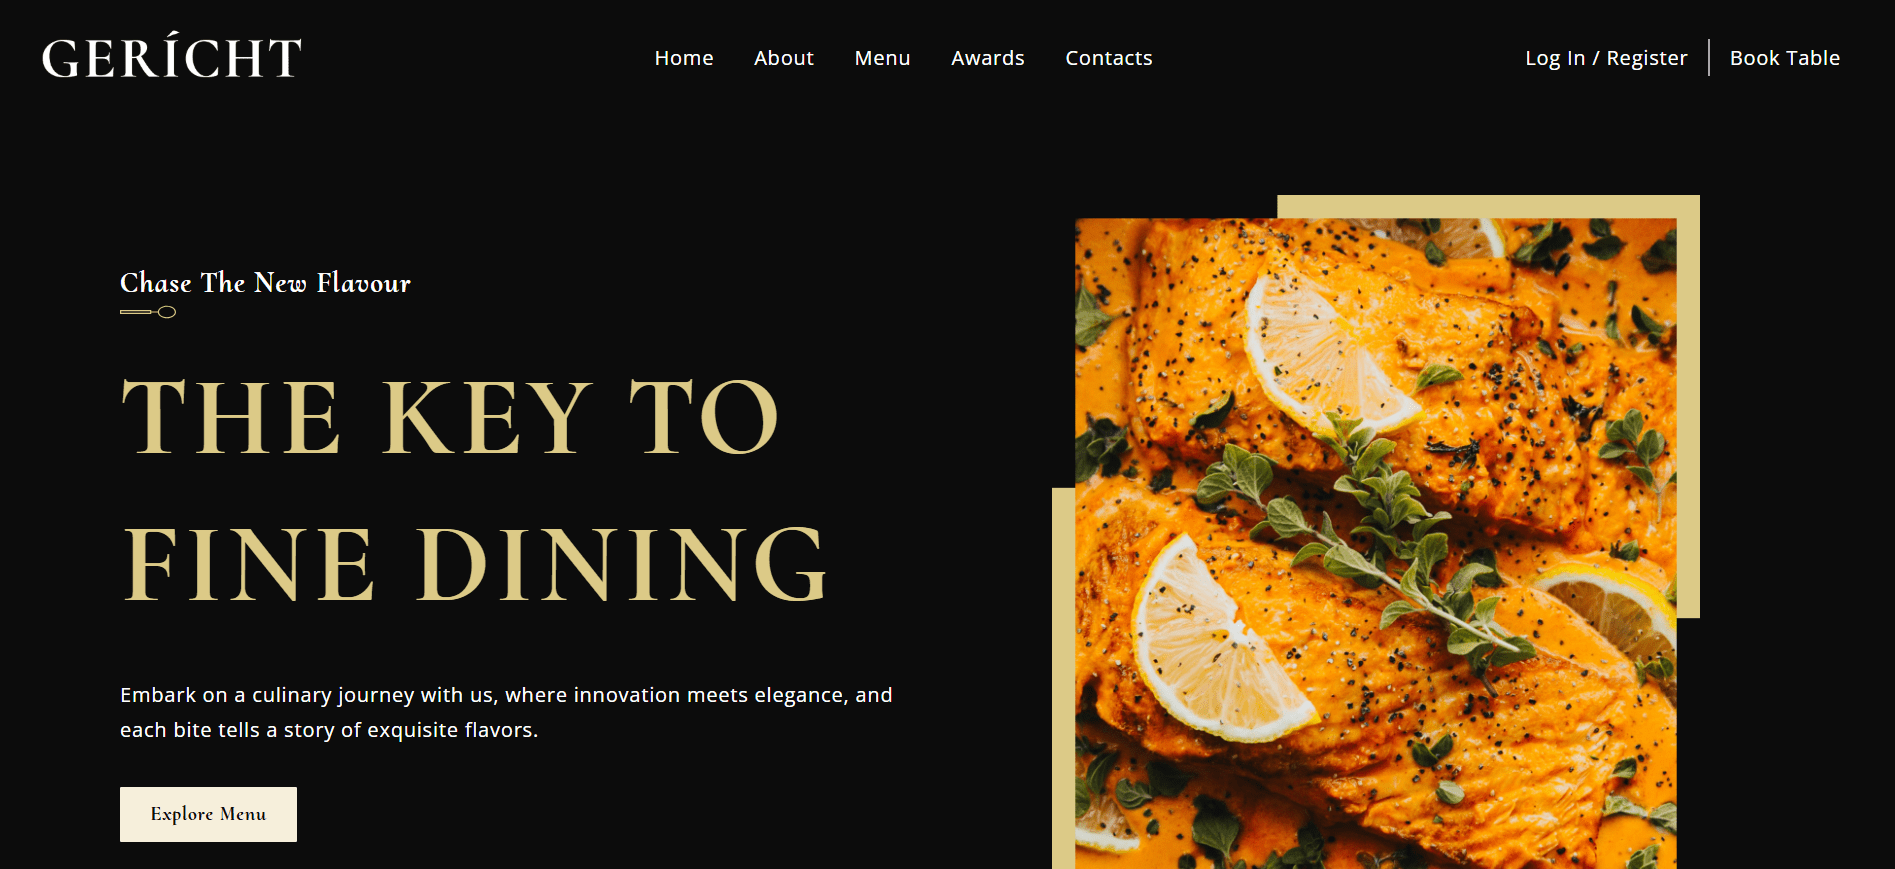 GERÍCHT
Home About Menu Awards Contacts
Log In / Register Book Table
Chase The New Flavour
THE KEY TO
FINE DINING
Embark on a culinary journey with us, where innovation meets elegance, and
each bite tells a story of exquisite flavors.
Explore Menu